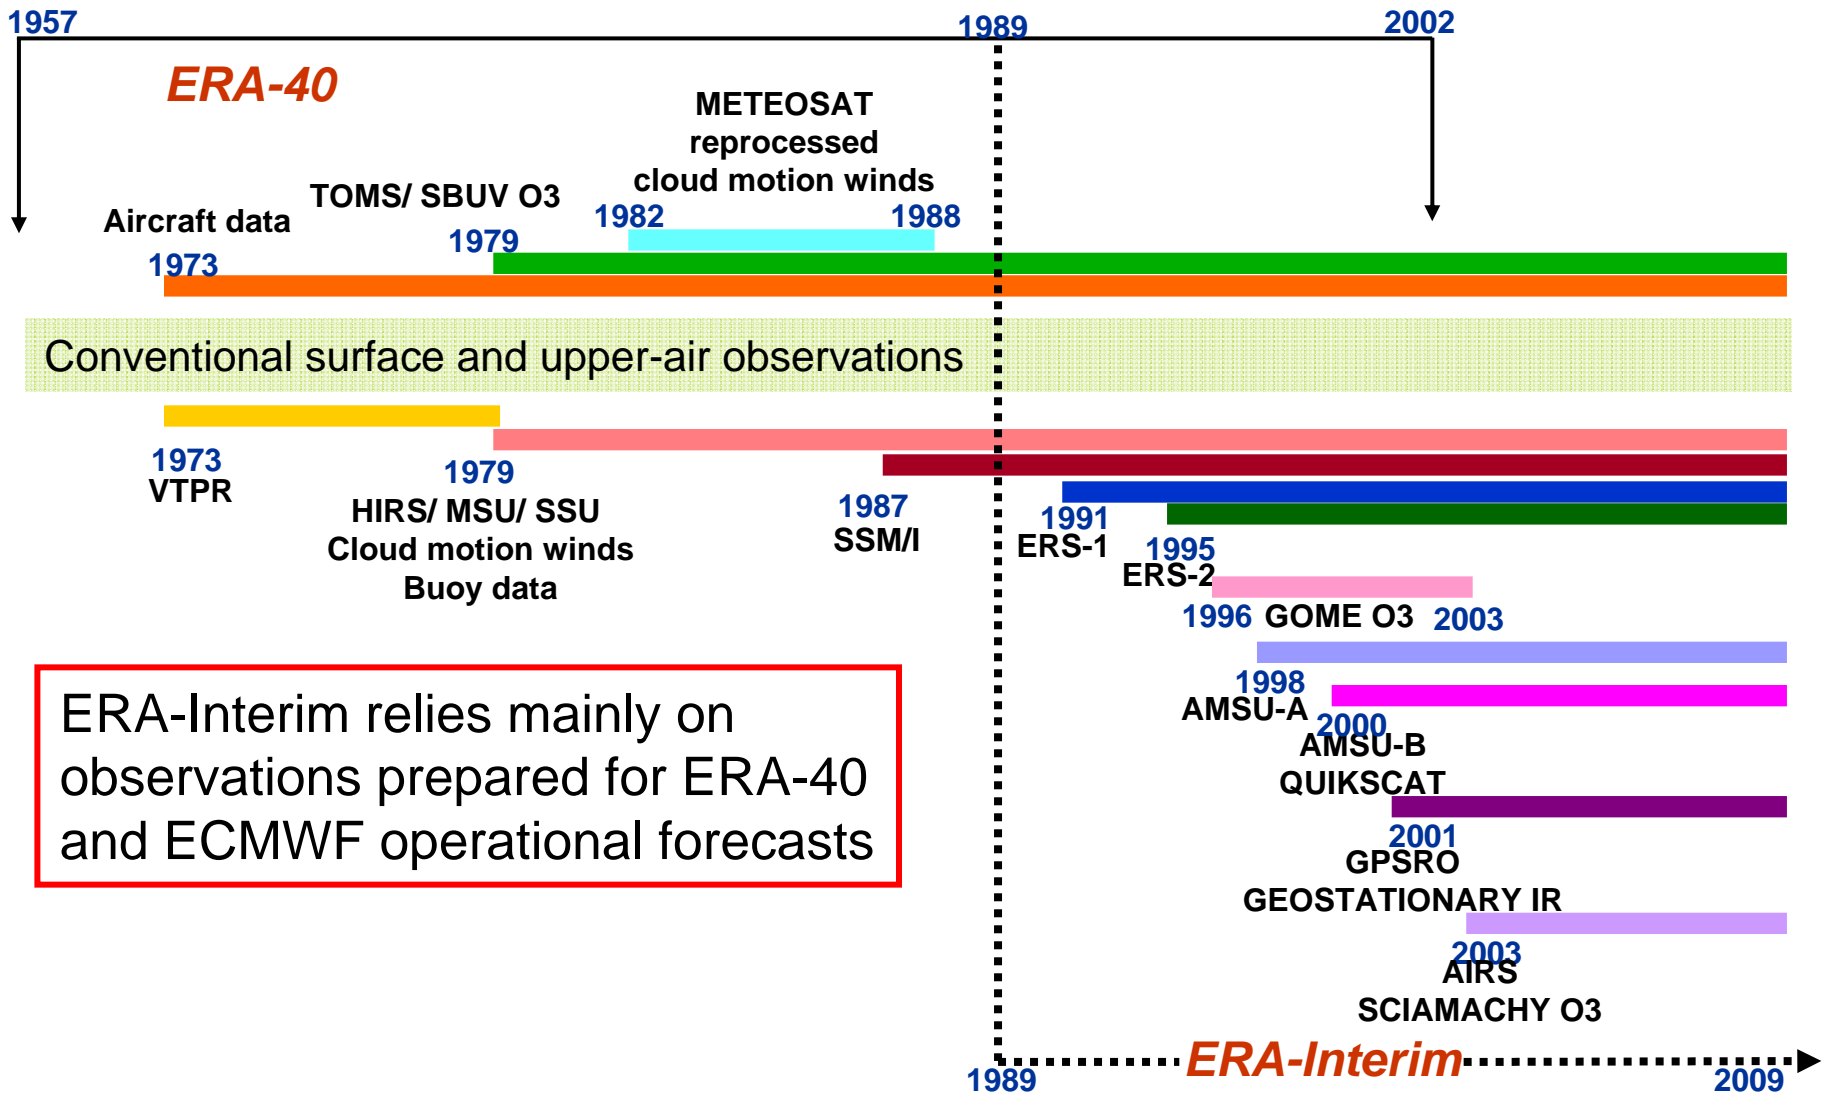 1957
1989
2002
ERA-40
METEOSAT
reprocessed
cloud motion winds
TOMS/ SBUV O3
1982
1988
Aircraft data
1979
1973
Conventional surface and upper-air observations
1973
VTPR
1979
HIRS/ MSU/ SSU
Cloud motion winds
Buoy data
1987
SSM/I
1991
ERS-1
1995
ERS-2
1996
GOME O3
2003
1998
AMSU-A
2000
AMSU-B
QUIKSCAT
2001
GPSRO
GEOSTATIONARY IR
2003
AIRS
SCIAMACHY O3
ERA-Interim relies mainly on
observations prepared for ERA-40
and ECMWF operational forecasts
ERA-Interim
1989
2009